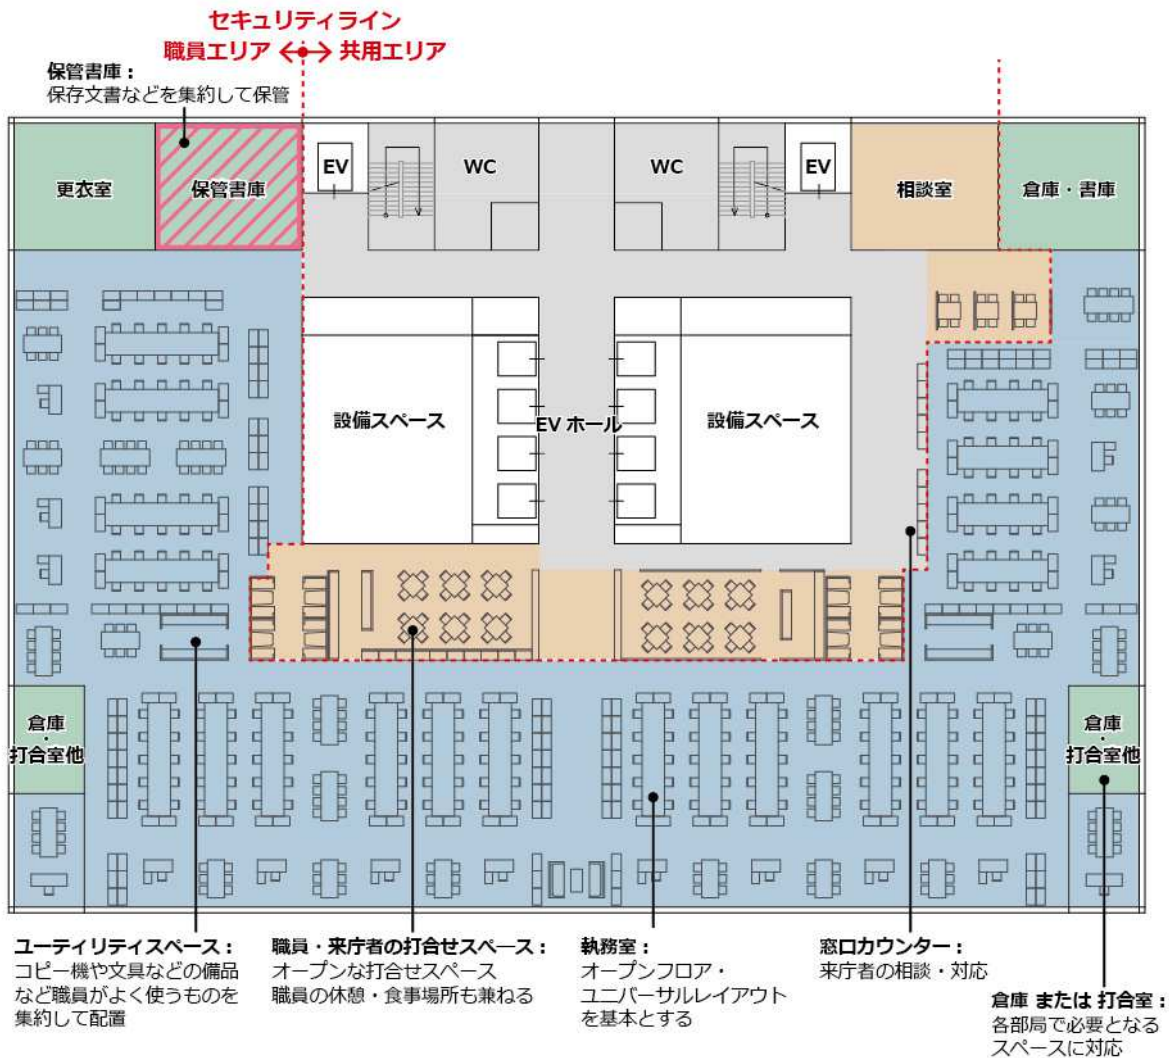 セキュリティライン
職員エリア ⟷ 共用エリア
保管書庫：
保存文書などを集約して保管
更衣室
保管書庫
EV
WC
WC
EV
相談室
倉庫・書庫
設備スペース
EV ホール
設備スペース
倉庫
・
打合室他
倉庫
・
打合室他
ユーティリティスペース：
コピー機や文具などの備品
など職員がよく使うものを
集約して配置
職員・来庁者の打合せスペース：
オープンな打合せスペース
職員の休憩・食事場所も兼ねる
執務室：
オープンフロア・
ユニバーサルレイアウト
を基本とする
窓口カウンター：
来庁者の相談・対応
倉庫 または 打合室：
各部局で必要となる
スペースに対応